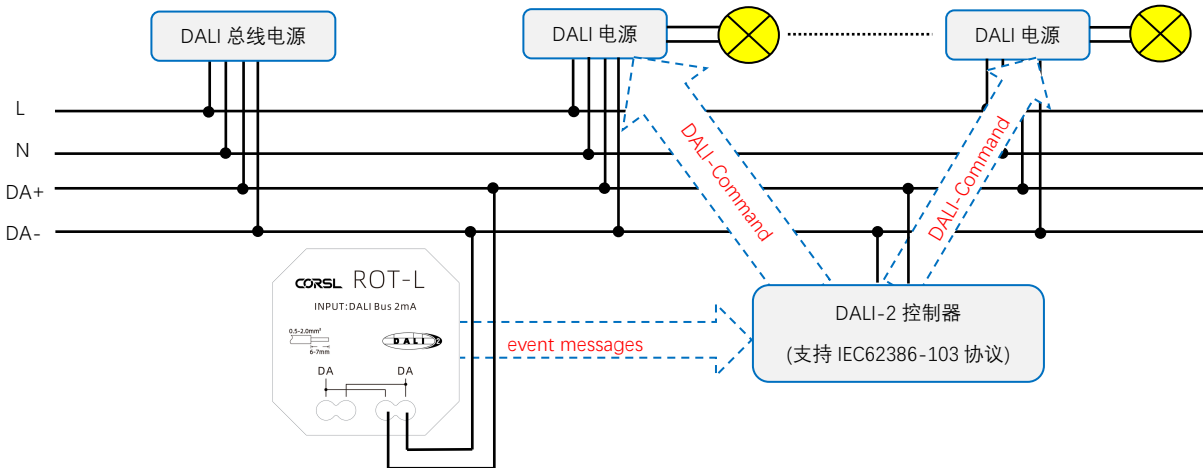 DALI 总线电源
DALI 电源
DALI 电源
L
N
DA+
DA-
DALI-Command
DALI-Command
CORSL ROT-L
INPUT:DALI Bus 2mA
0.5-2.0mm²
6-7mm
DALI 2
DA DA
event messages
DALI-2 控制器
(支持 IEC62386-103 协议)